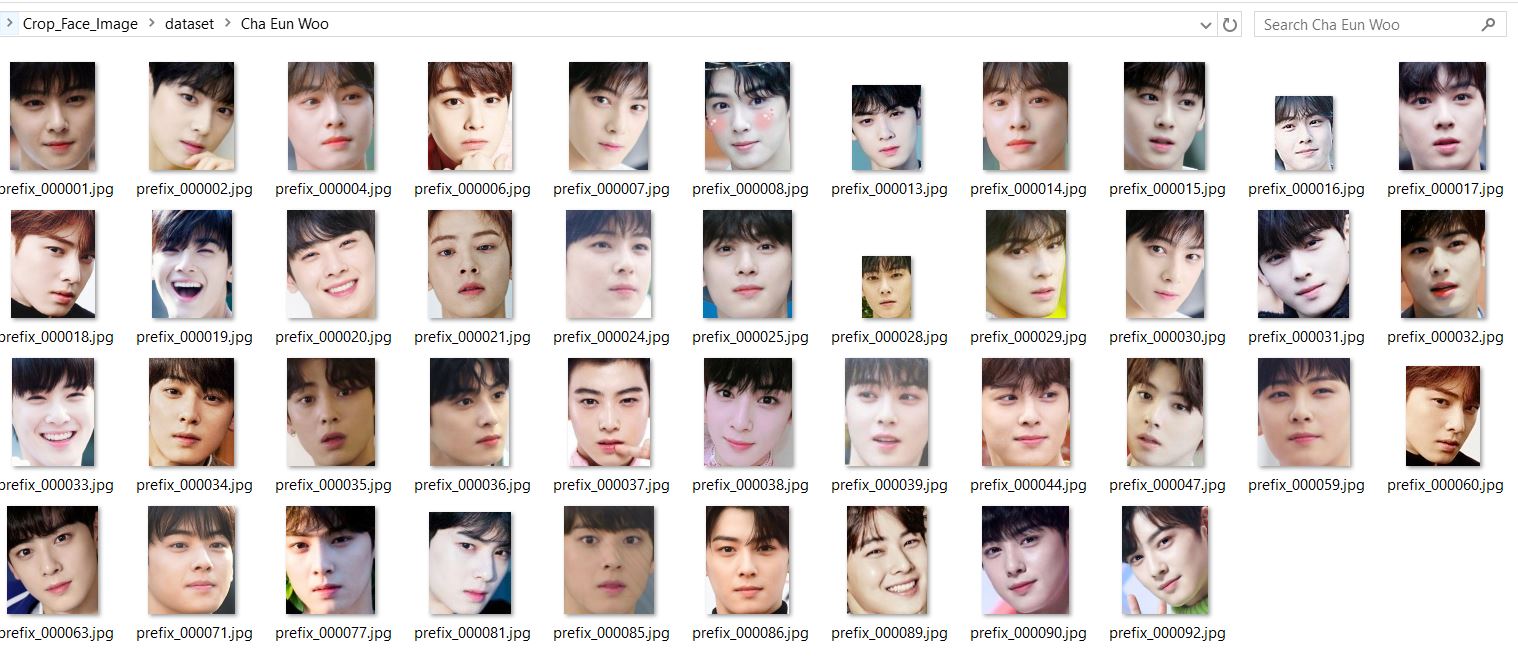 Crop_Face_Image > dataset > Cha Eun Woo
Search Cha Eun Woo
prefix_000001.jpg prefix_000002.jpg prefix_000004.jpg prefix_000006.jpg prefix_000007.jpg prefix_000008.jpg prefix_000013.jpg prefix_000014.jpg prefix_000015.jpg prefix_000016.jpg prefix_000017.jpg
prefix_000018.jpg prefix_000019.jpg prefix_000020.jpg prefix_000021.jpg prefix_000024.jpg prefix_000025.jpg prefix_000028.jpg prefix_000029.jpg prefix_000030.jpg prefix_000031.jpg prefix_000032.jpg
prefix_000033.jpg prefix_000034.jpg prefix_000035.jpg prefix_000036.jpg prefix_000037.jpg prefix_000038.jpg prefix_000039.jpg prefix_000044.jpg prefix_000047.jpg prefix_000059.jpg prefix_000060.jpg
prefix_000063.jpg prefix_000071.jpg prefix_000077.jpg prefix_000081.jpg prefix_000085.jpg prefix_000086.jpg prefix_000089.jpg prefix_000090.jpg prefix_000092.jpg